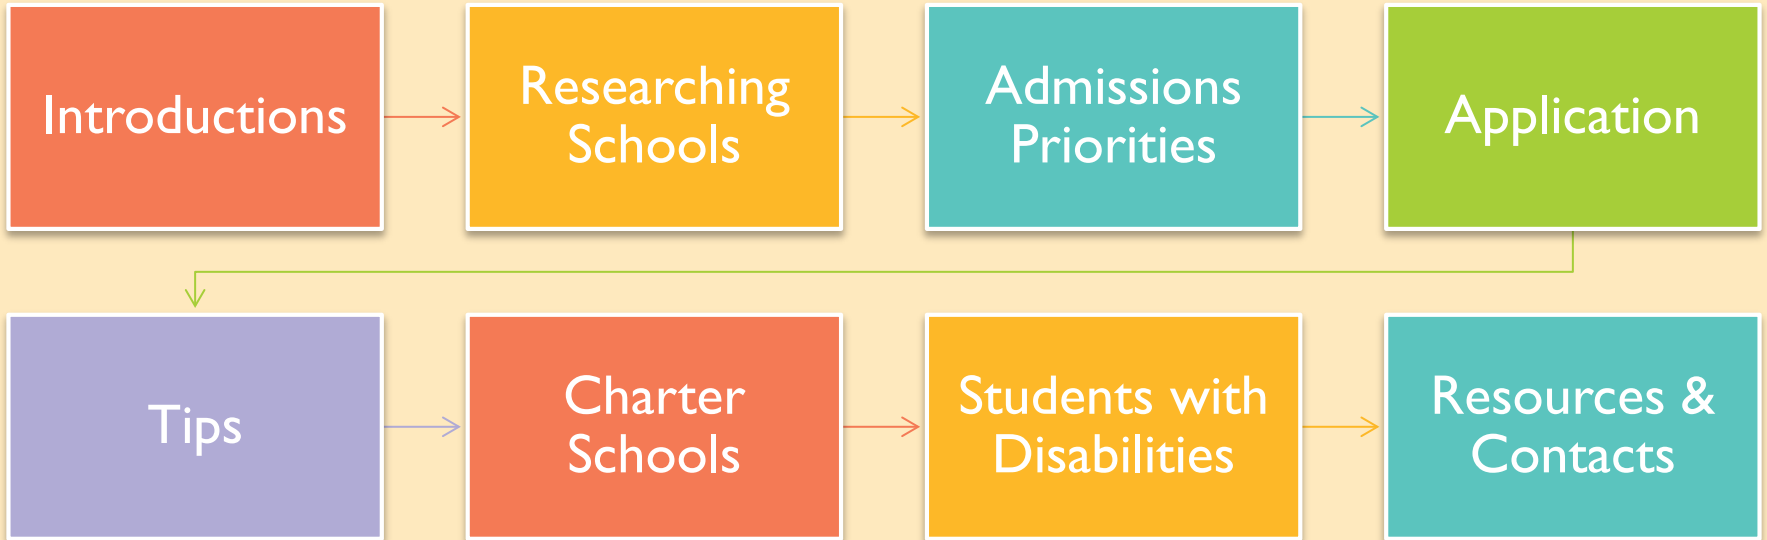 Introductions
Researching
Schools
Admissions
Priorities
Application
Tips
Charter
Schools
Students with
Disabilities
Resources &
Contacts